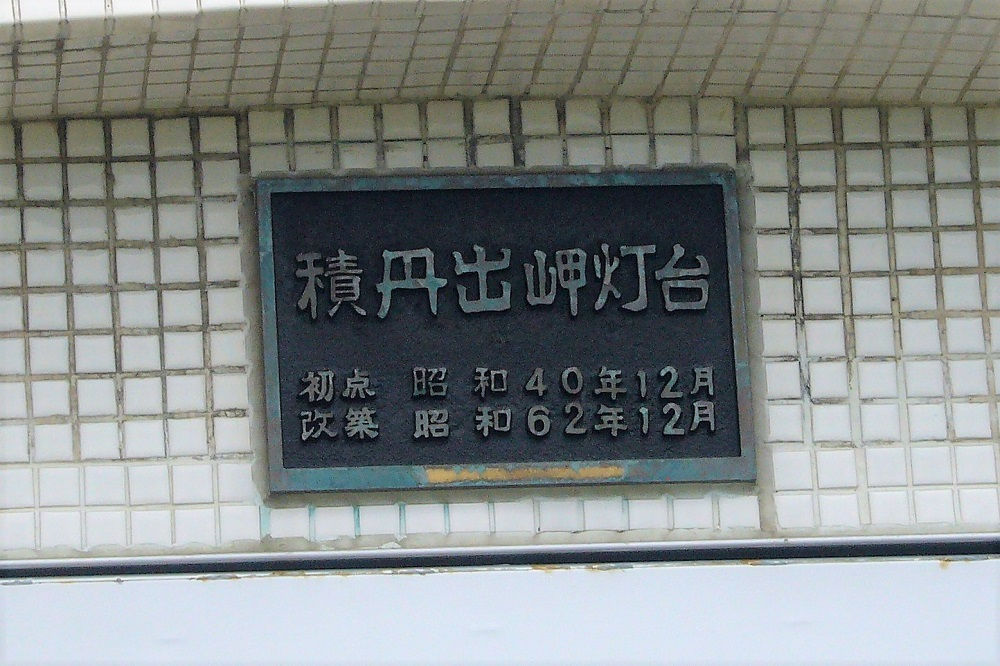 積丹出岬灯台
初点 昭和40年12月
改築 昭和62年12月